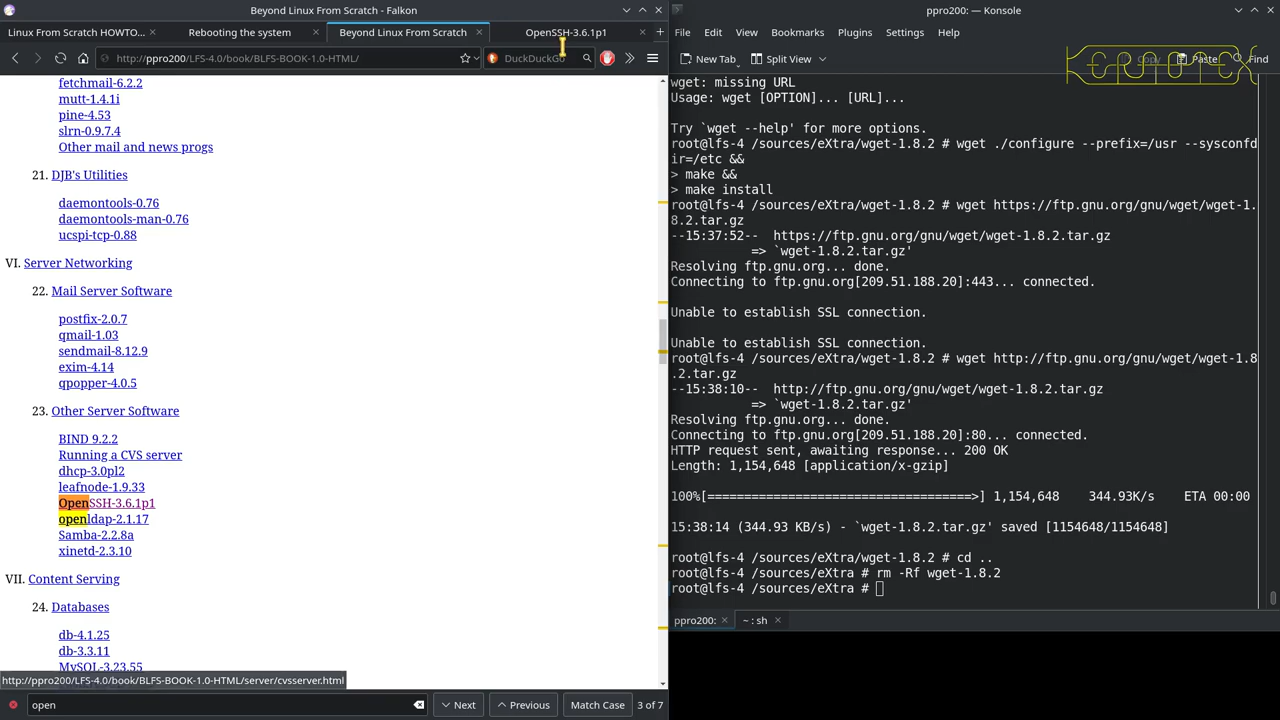 Beyond Linux From Scratch - Falkon
Linux From Scratch HOWTO...
Rebooting the system
Beyond Linux From Scratch
OpenSSH-3.6.1p1
http://ppro200/LFS-4.0/book/BLFS-BOOK-1.0-HTML/
DuckDuckGo
fetchmail-6.2.2
mutt-1.4.1i
pine-4.53
slrn-0.9.7.4
Other mail and news progs
21. DJB's Utilities
daemontools-0.76
daemontools-man-0.76
ucspi-tcp-0.88
VI. Server Networking
22. Mail Server Software
postfix-2.0.7
qmail-1.03
sendmail-8.12.9
exim-4.14
qpopper-4.0.5
23. Other Server Software
BIND 9.2.2
Running a CVS server
dhcp-3.0pl2
leafnode-1.9.33
OpenSSH-3.6.1p1
openldap-2.1.17
Samba-2.2.8a
xinetd-2.3.10
VII. Content Serving
24. Databases
db-4.1.25
db-3.3.11
MySQL-3.23.55
http://ppro200/LFS-4.0/book/BLFS-BOOK-1.0-HTML/server/cvsserver.html
open
Next
Previous
Match Case
3 of 7
ppro200: — Konsole
File Edit View Bookmarks Plugins Settings Help
New Tab
Split View
Copy
Paste
Find
wget: missing URL
Usage: wget [OPTION]... [URL]...
Try `wget --help' for more options.
root@lfs-4 /sources/eXtra/wget-1.8.2 # wget ./configure --prefix=/usr --sysconfd
ir=/etc &&
> make &&
> make install
root@lfs-4 /sources/eXtra/wget-1.8.2 # wget https://ftp.gnu.org/gnu/wget/wget-1.
8.2.tar.gz
--15:37:52-- https://ftp.gnu.org/gnu/wget/wget-1.8.2.tar.gz
=> `wget-1.8.2.tar.gz'
Resolving ftp.gnu.org... done.
Connecting to ftp.gnu.org[209.51.188.20]:443... connected.
Unable to establish SSL connection.
Unable to establish SSL connection.
root@lfs-4 /sources/eXtra/wget-1.8.2 # wget http://ftp.gnu.org/gnu/wget/wget-1.8
.2.tar.gz
--15:38:10-- http://ftp.gnu.org/gnu/wget/wget-1.8.2.tar.gz
=> `wget-1.8.2.tar.gz'
Resolving ftp.gnu.org... done.
Connecting to ftp.gnu.org[209.51.188.20]:80... connected.
HTTP request sent, awaiting response... 200 OK
Length: 1,154,648 [application/x-gzip]
100%[====================================>] 1,154,648 344.93K/s ETA 00:00
15:38:14 (344.93 KB/s) - `wget-1.8.2.tar.gz' saved [1154648/1154648]
root@lfs-4 /sources/eXtra/wget-1.8.2 # cd ..
root@lfs-4 /sources/eXtra # rm -Rf wget-1.8.2
root@lfs-4 /sources/eXtra #
ppro200:
~ : sh